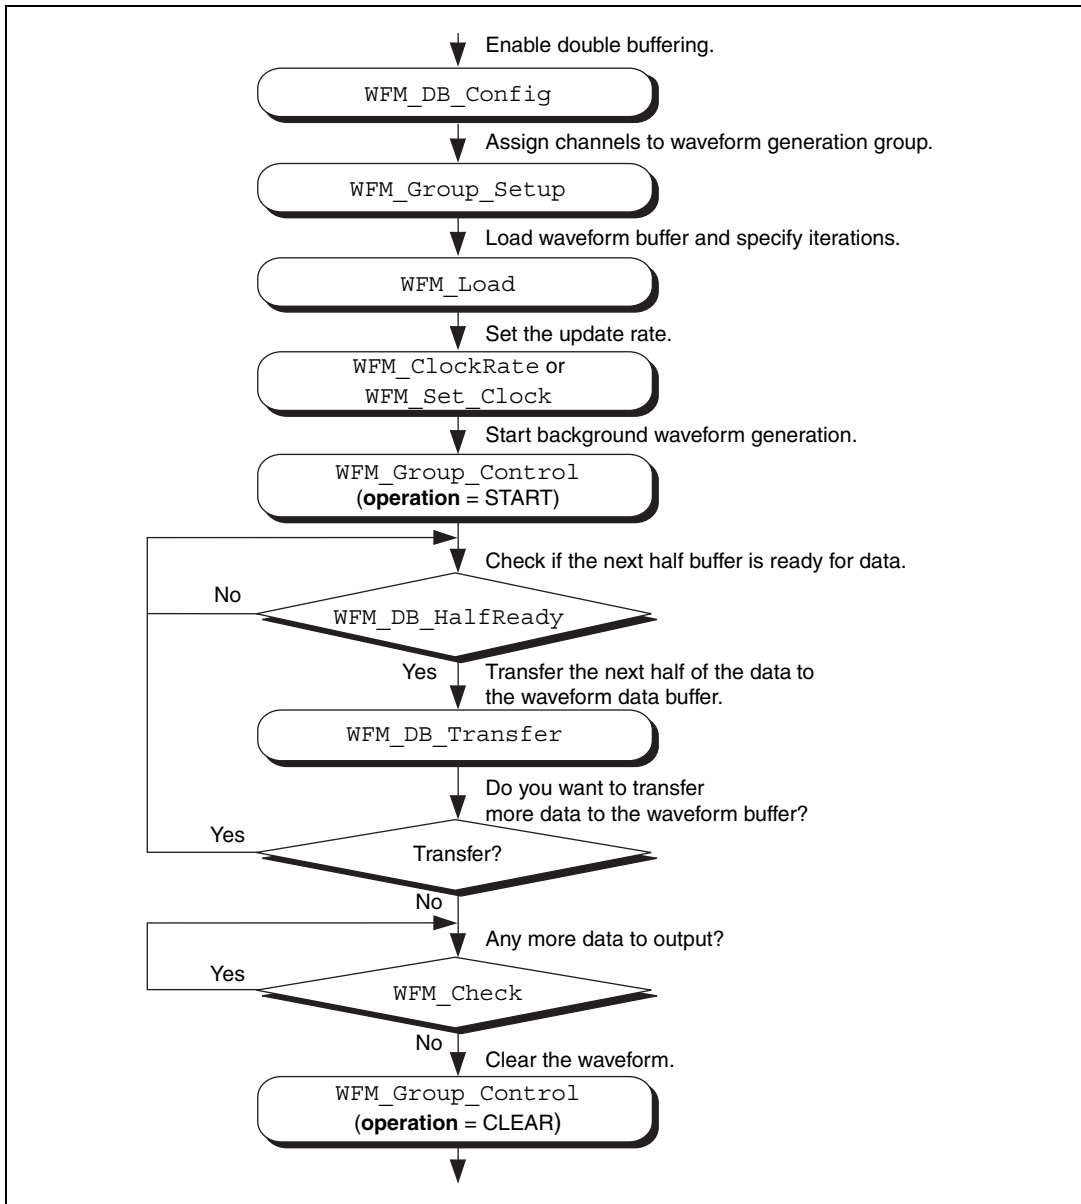 Enable double buffering.
WFM_DB_Config
Assign channels to waveform generation group.
WFM_Group_Setup
Load waveform buffer and specify iterations.
WFM_Load
Set the update rate.
WFM_ClockRate or
WFM_Set_Clock
Start background waveform generation.
WFM_Group_Control
(operation = START)
Check if the next half buffer is ready for data.
No
WFM_DB_HalfReady
Yes
Transfer the next half of the data to
the waveform data buffer.
WFM_DB_Transfer
Do you want to transfer
more data to the waveform buffer?
Yes
Transfer?
No
Any more data to output?
Yes
WFM_Check
No
Clear the waveform.
WFM_Group_Control
(operation = CLEAR)